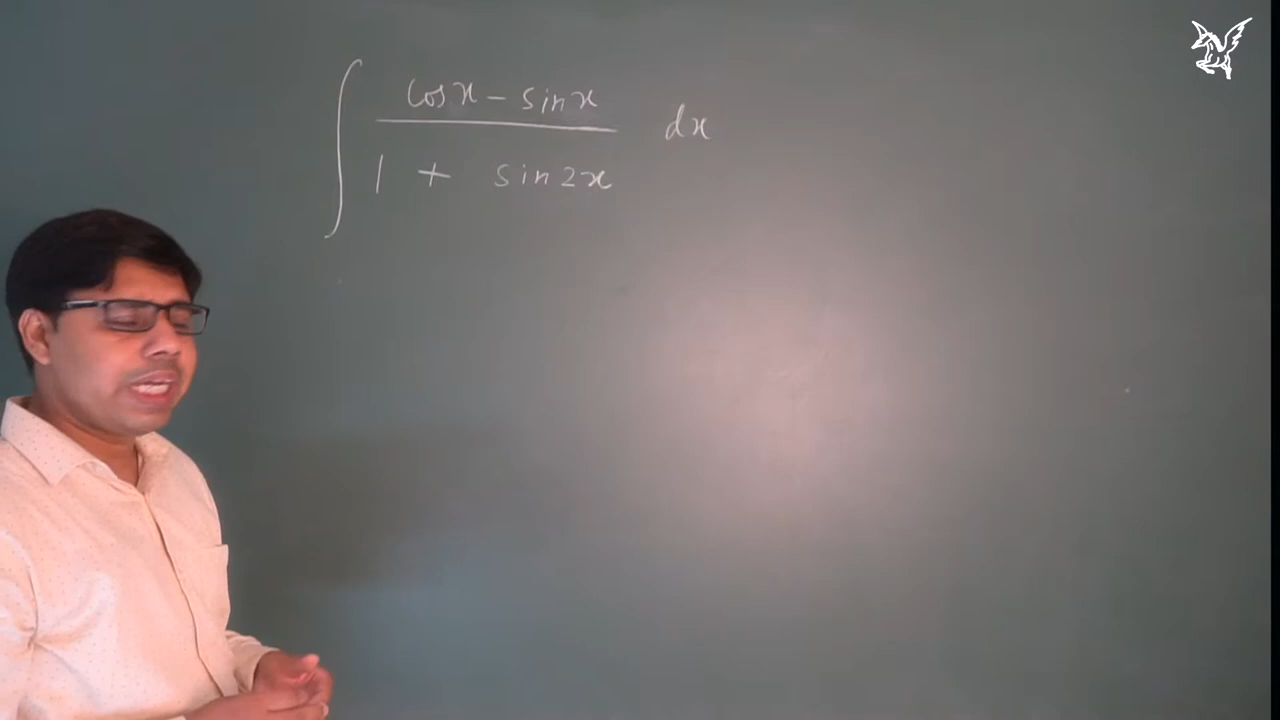 ∫ (cos x − sin x) / (1 + sin 2x) dx